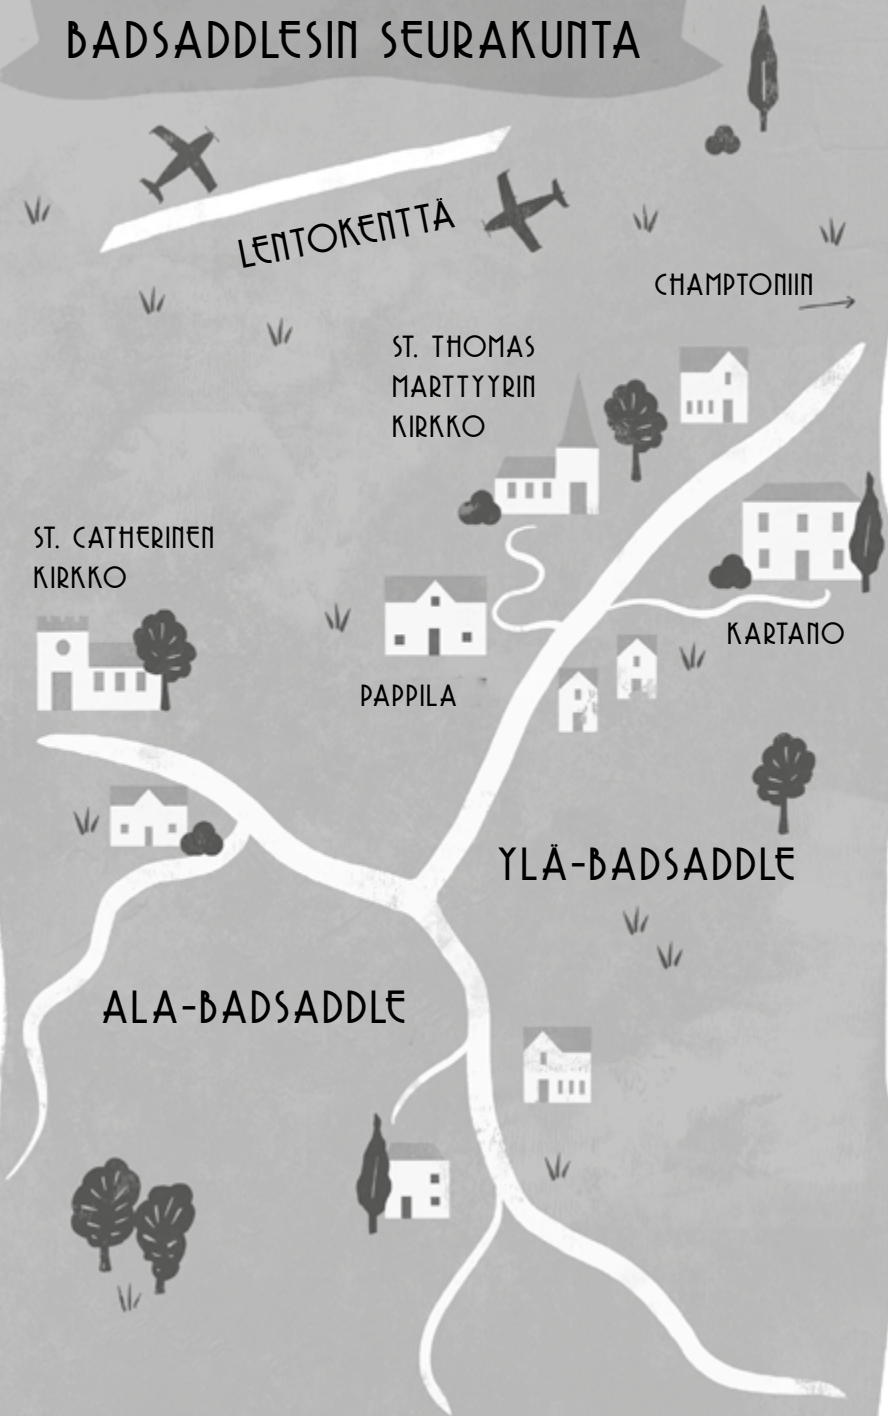 BADSADDLESIN SEURAKUNTA
LENTOKENTTÄ
CHAMPTONIIN
ST. THOMAS
MARTTYYRIN
KIRKKO
ST. CATHERINEN
KIRKKO
KARTANO
PAPPILA
YLÄ-BADSADDLE
ALA-BADSADDLE